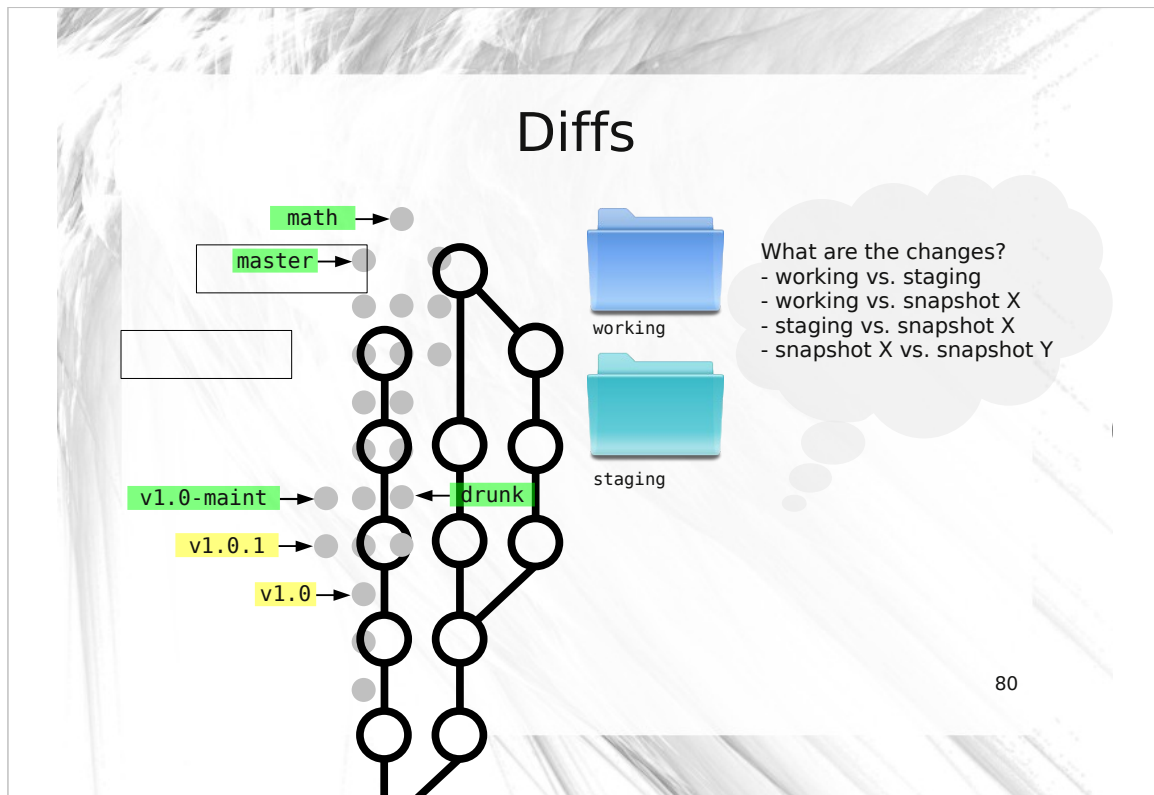 Diffs
math
master
v1.0-maint
drunk
v1.0.1
v1.0
working
staging
What are the changes?
- working vs. staging
- working vs. snapshot X
- staging vs. snapshot X
- snapshot X vs. snapshot Y
80